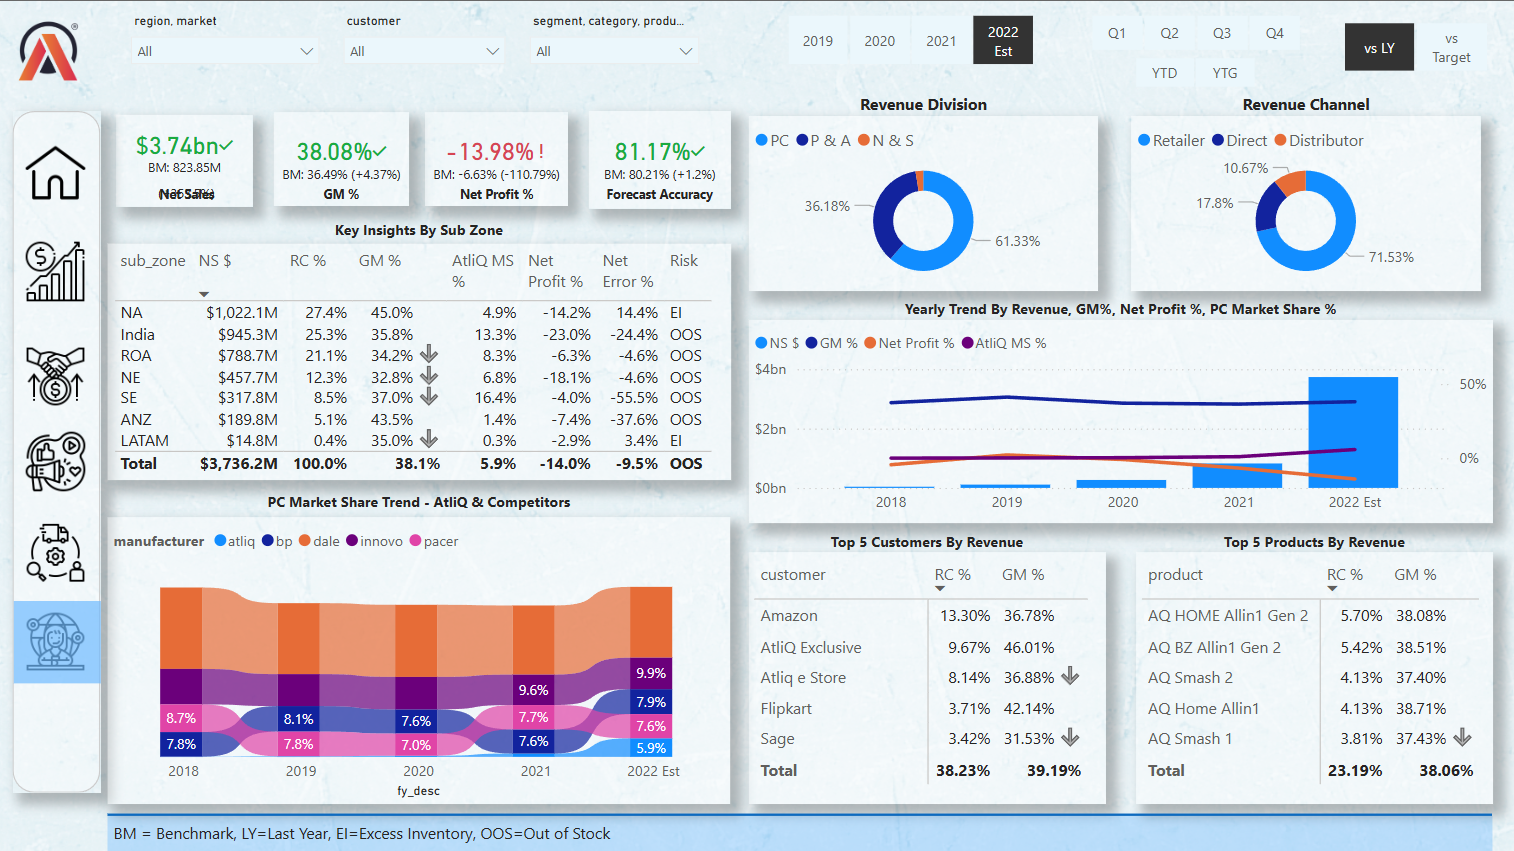 region, market
customer
segment, category, produ...
All
All
All
2019
2020
2021
2022
Est
Q1
Q2
Q3
Q4
YTD
YTG
vs LY
vs
Target
$3.74bn
BM: 823.85M
Net Sales
38.08%
BM: 36.49% (+4.37%)
GM %
-13.98% !
BM: -6.63% (-110.79%)
Net Profit %
81.17%
BM: 80.21% (+1.2%)
Forecast Accuracy
Revenue Division
PC P & A N & S
36.18%
61.33%
Revenue Channel
Retailer Direct Distributor
10.67%
17.8%
71.53%
Key Insights By Sub Zone
sub_zone NS $ RC % GM % AtliQ MS % Net Profit % Net Error % Risk
NA $1,022.1M 27.4% 45.0% 4.9% -14.2% 14.4% EI
India $945.3M 25.3% 35.8% 13.3% -23.0% -24.4% OOS
ROA $788.7M 21.1% 34.2% 8.3% -6.3% -4.6% OOS
NE $457.7M 12.3% 32.8% 6.8% -18.1% -4.6% OOS
SE $317.8M 8.5% 37.0% 16.4% -4.0% -55.5% OOS
ANZ $189.8M 5.1% 43.5% 1.4% -7.4% -37.6% OOS
LATAM $14.8M 0.4% 35.0% 0.3% -2.9% 3.4% EI
Total $3,736.2M 100.0% 38.1% 5.9% -14.0% -9.5% OOS
Yearly Trend By Revenue, GM%, Net Profit %, PC Market Share %
NS $ GM % Net Profit % AtliQ MS %
$4bn
$2bn
$0bn
50%
0%
2018 2019 2020 2021 2022 Est
PC Market Share Trend - AtliQ & Competitors
manufacturer atliq bp dale innovo pacer
8.7%
7.8%
8.1%
7.8%
7.6%
7.0%
9.6%
7.7%
7.6%
9.9%
7.9%
7.6%
5.9%
2018 2019 2020 2021 2022 Est
fy_desc
Top 5 Customers By Revenue
customer RC % GM %
Amazon 13.30% 36.78%
AtliQ Exclusive 9.67% 46.01%
Atliq e Store 8.14% 36.88%
Flipkart 3.71% 42.14%
Sage 3.42% 31.53%
Total 38.23% 39.19%
Top 5 Products By Revenue
product RC % GM %
AQ HOME Allin1 Gen 2 5.70% 38.08%
AQ BZ Allin1 Gen 2 5.42% 38.51%
AQ Smash 2 4.13% 37.40%
AQ Home Allin1 4.13% 38.71%
AQ Smash 1 3.81% 37.43%
Total 23.19% 38.06%
BM = Benchmark, LY=Last Year, EI=Excess Inventory, OOS=Out of Stock